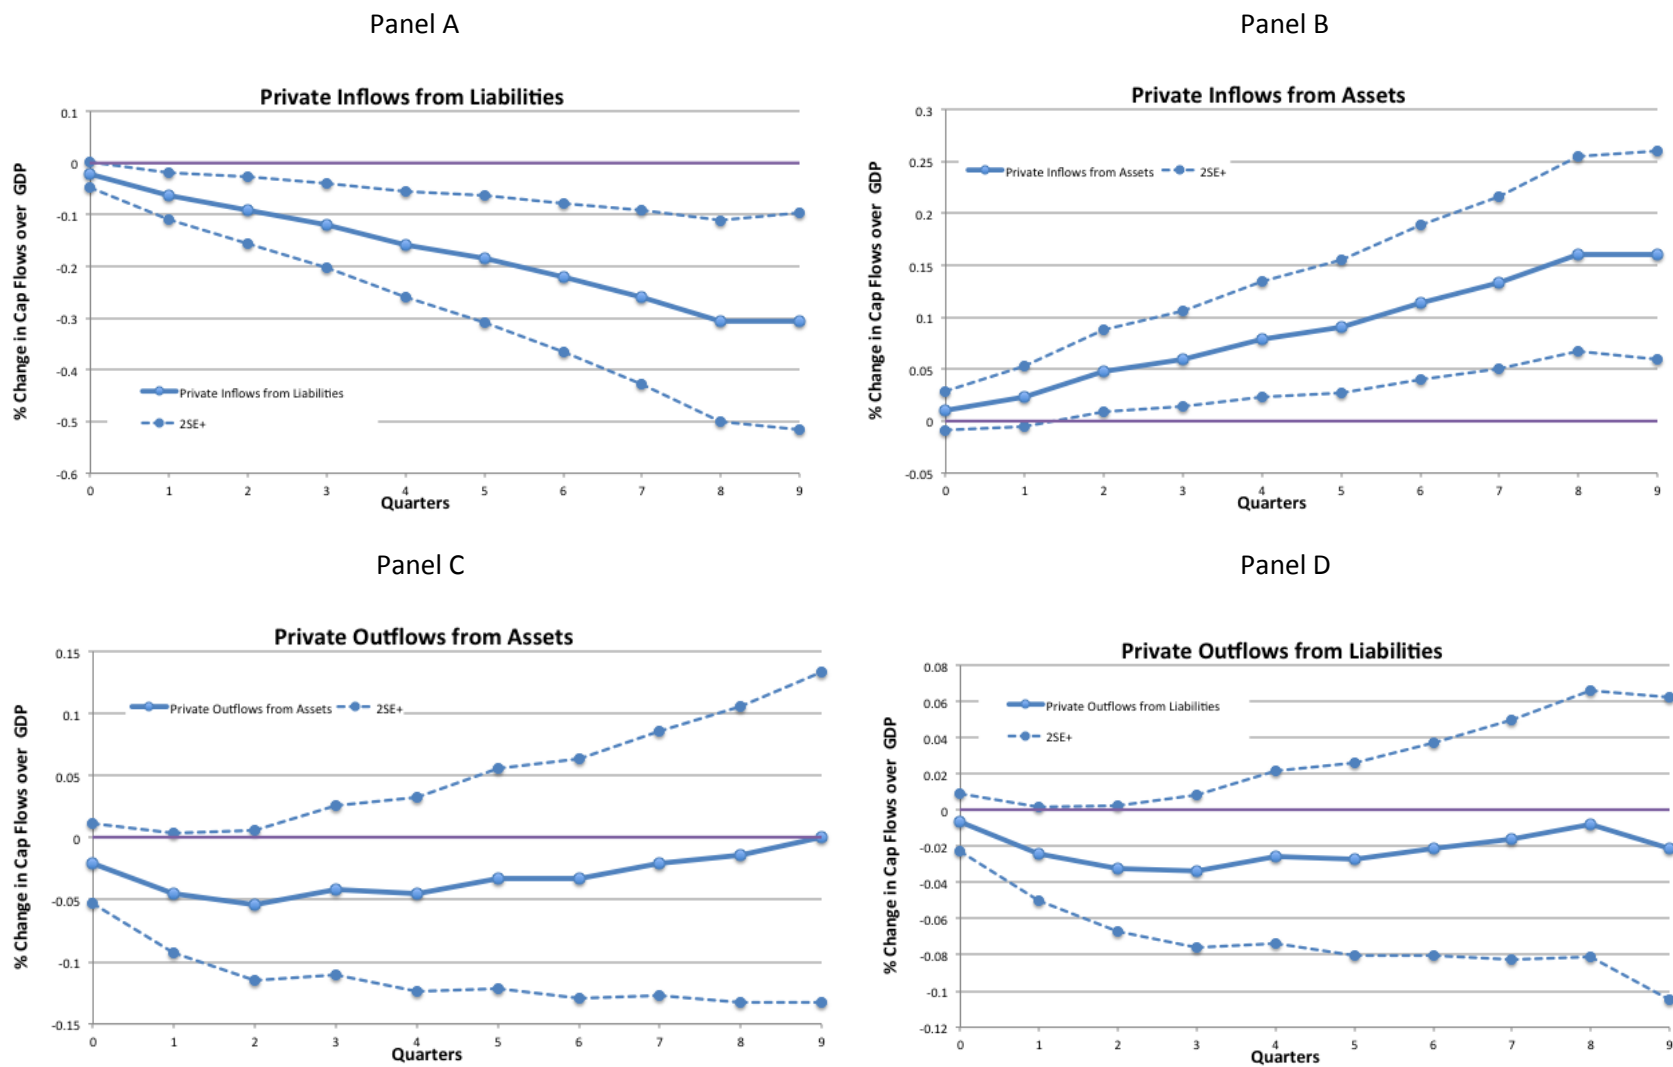 Panel A
Private Inflows from Liabilities
% Change in Cap Flows over GDP
0.1
0
-0.1
-0.2
-0.3
-0.4
-0.5
-0.6
Private Inflows from Liabilities
2SE+
0 1 2 3 4 5 6 7 8 9
Quarters
Panel B
Private Inflows from Assets
% Change in Cap Flows over GDP
0.3
0.25
0.2
0.15
0.1
0.05
0
-0.05
Private Inflows from Assets 2SE+
0 1 2 3 4 5 6 7 8 9
Quarters
Panel C
Private Outflows from Assets
% Change in Cap Flows over GDP
0.15
0.1
0.05
0
-0.05
-0.1
-0.15
Private Outflows from Assets 2SE+
0 1 2 3 4 5 6 7 8 9
Quarters
Panel D
Private Outflows from Liabilities
% Change in Cap Flows over GDP
0.08
0.06
0.04
0.02
0
-0.02
-0.04
-0.06
-0.08
-0.1
-0.12
Private Outflows from Liabilities
2SE+
0 1 2 3 4 5 6 7 8 9
Quarters